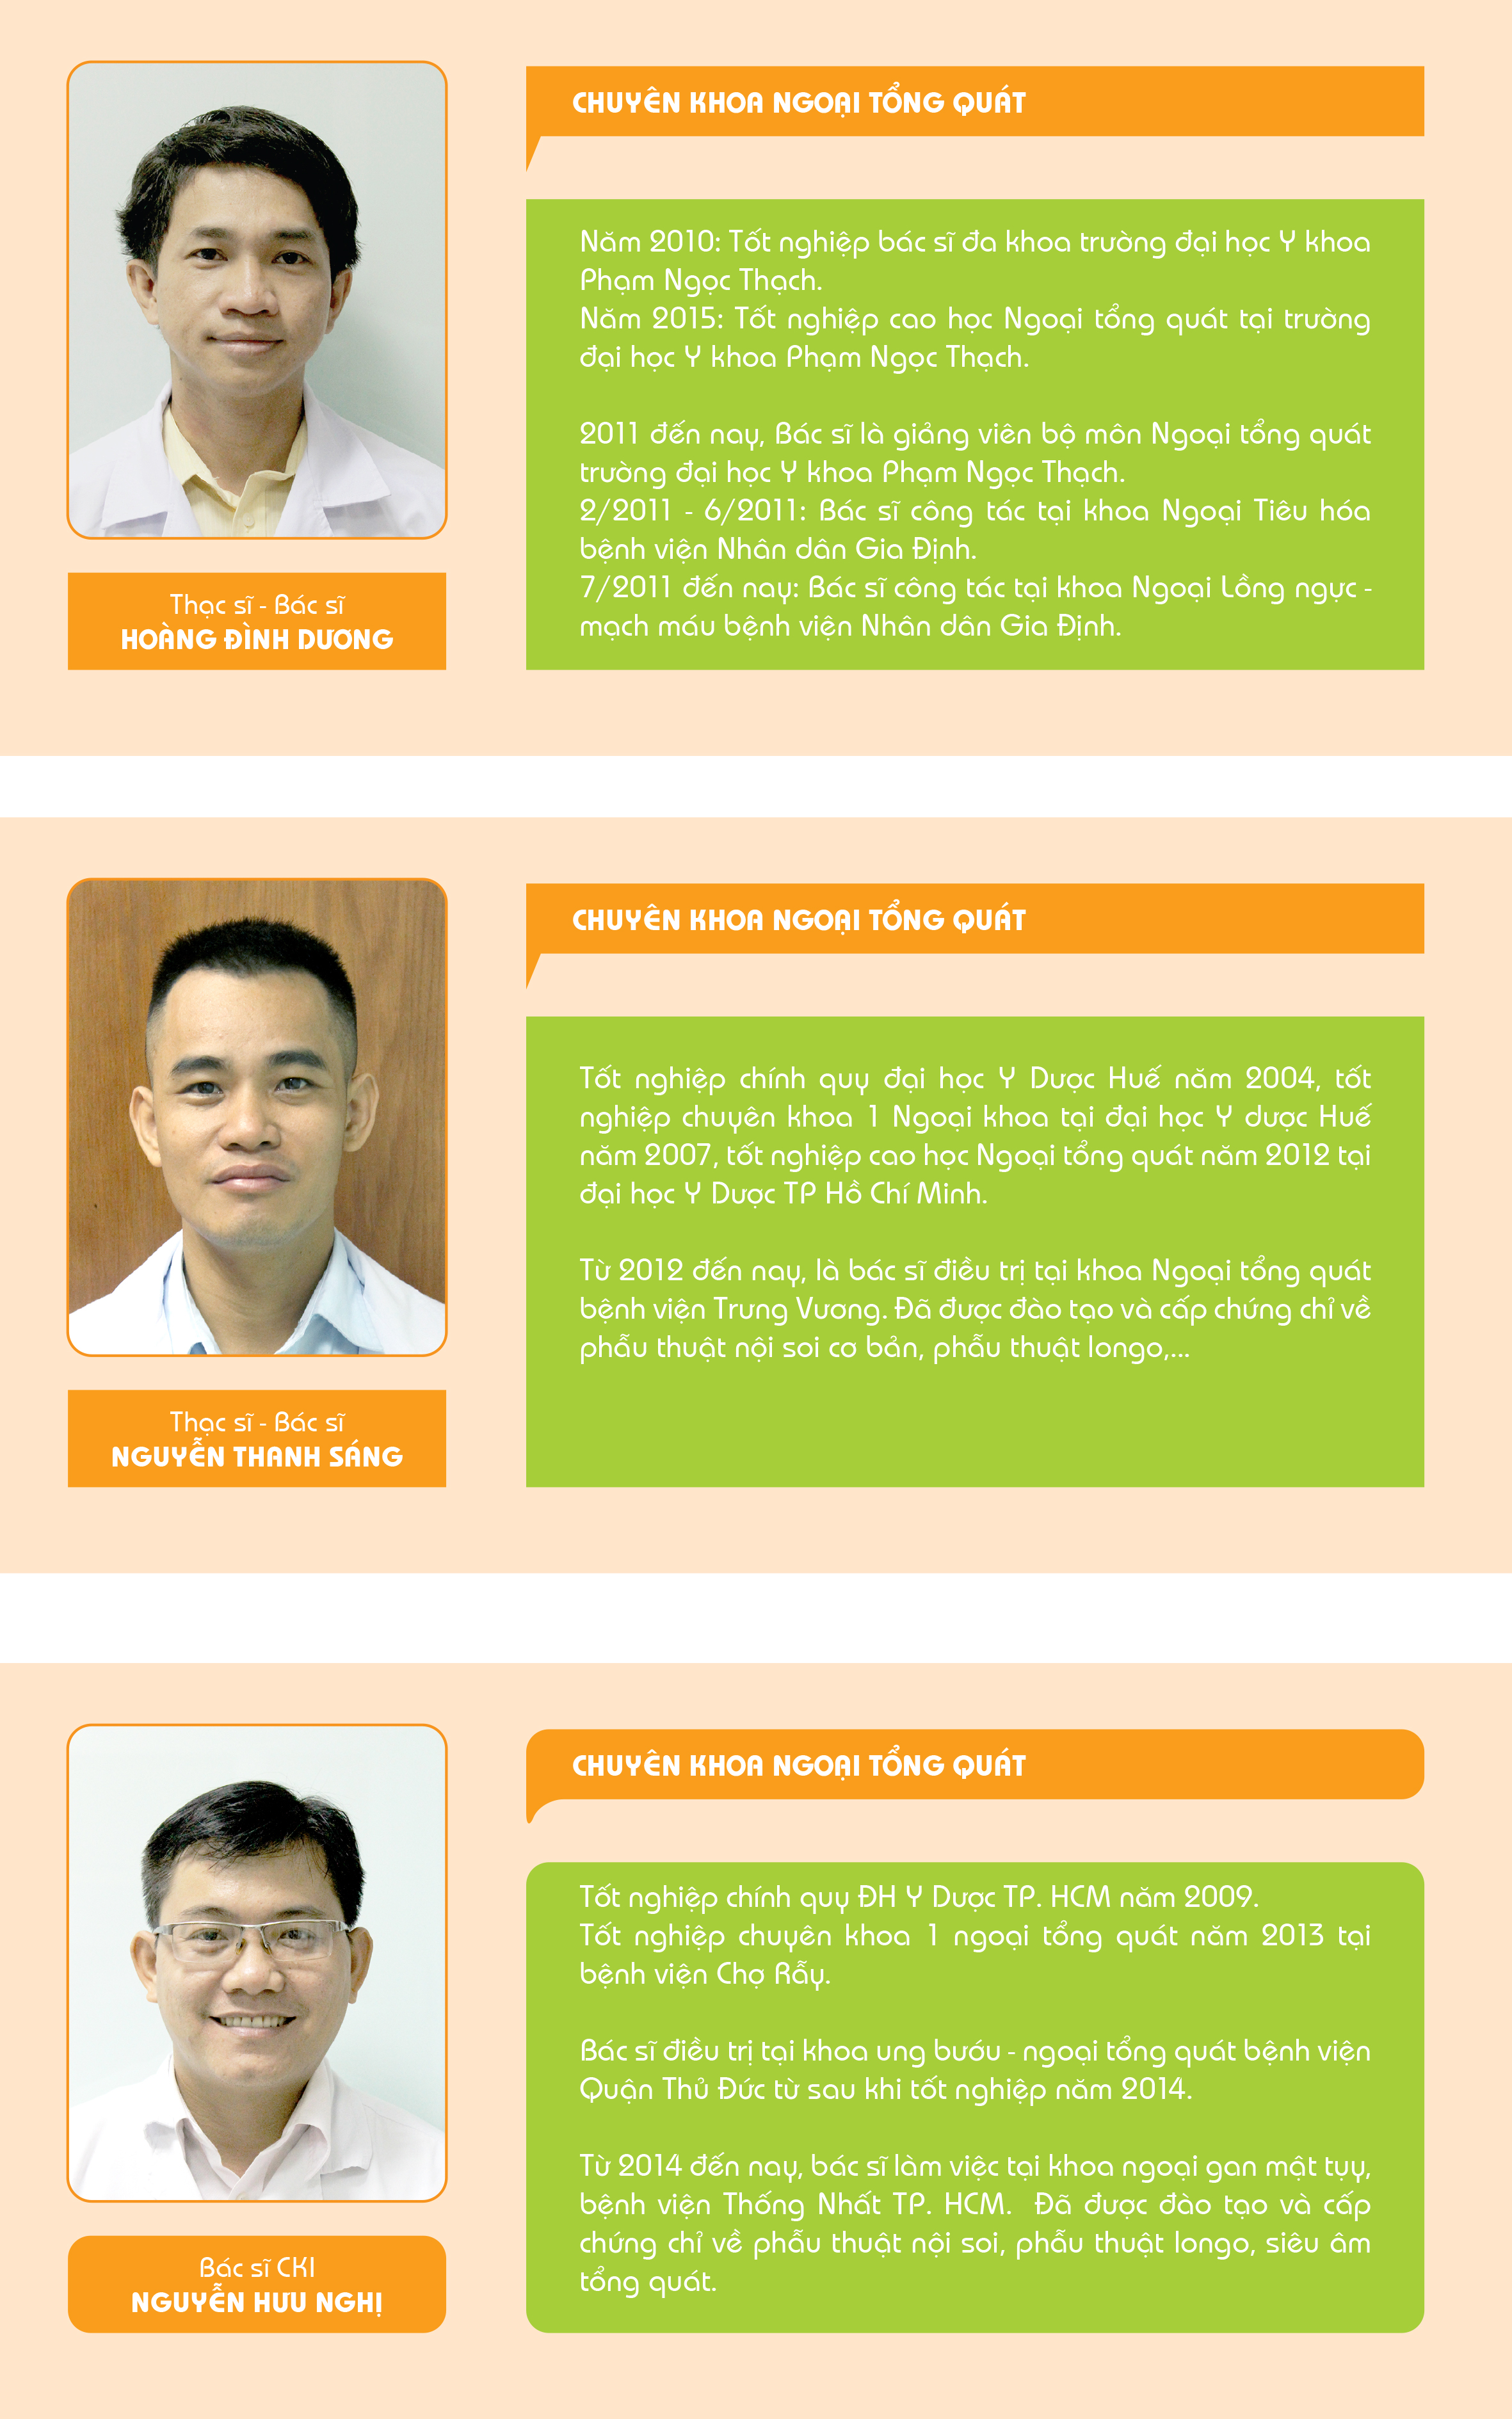 CHUYÊN KHOA NGOẠI TỔNG QUÁT
Năm 2010: Tốt nghiệp bác sĩ đa khoa trường đại học Y khoa
Phạm Ngọc Thạch.
Năm 2015: Tốt nghiệp cao học Ngoại tổng quát tại trường
đại học Y khoa Phạm Ngọc Thạch.
2011 đến nay, Bác sĩ là giảng viên bộ môn Ngoại tổng quát
trường đại học Y khoa Phạm Ngọc Thạch.
2/2011 - 6/2011: Bác sĩ công tác tại khoa Ngoại Tiêu hóa
bệnh viện Nhân dân Gia Định.
7/2011 đến nay: Bác sĩ công tác tại khoa Ngoại Lồng ngực -
mạch máu bệnh viện Nhân dân Gia Định.
Thạc sĩ - Bác sĩ
HOÀNG ĐÌNH DƯƠNG
CHUYÊN KHOA NGOẠI TỔNG QUÁT
Tốt nghiệp chính quy đại học Y Dược Huế năm 2004, tốt
nghiệp chuyên khoa 1 Ngoại khoa tại đại học Y dược Huế
năm 2007, tốt nghiệp cao học Ngoại tổng quát năm 2012 tại
đại học Y Dược TP Hồ Chí Minh.
Từ 2012 đến nay, là bác sĩ điều trị tại khoa Ngoại tổng quát
bệnh viện Trưng Vương. Đã được đào tạo và cấp chứng chỉ về
phẫu thuật nội soi cơ bản, phẫu thuật longo,...
Thạc sĩ - Bác sĩ
NGUYỄN THANH SÁNG
CHUYÊN KHOA NGOẠI TỔNG QUÁT
Tốt nghiệp chính quy ĐH Y Dược TP. HCM năm 2009.
Tốt nghiệp chuyên khoa 1 ngoại tổng quát năm 2013 tại
bệnh viện Chợ Rẫy.
Bác sĩ điều trị tại khoa ung bướu - ngoại tổng quát bệnh viện
Quận Thủ Đức từ sau khi tốt nghiệp năm 2014.
Từ 2014 đến nay, bác sĩ làm việc tại khoa ngoại gan mật tụy,
bệnh viện Thống Nhất TP. HCM. Đã được đào tạo và cấp
chứng chỉ về phẫu thuật nội soi, phẫu thuật longo, siêu âm
tổng quát.
Bác sĩ CKI
NGUYỄN HƯU NGHỊ